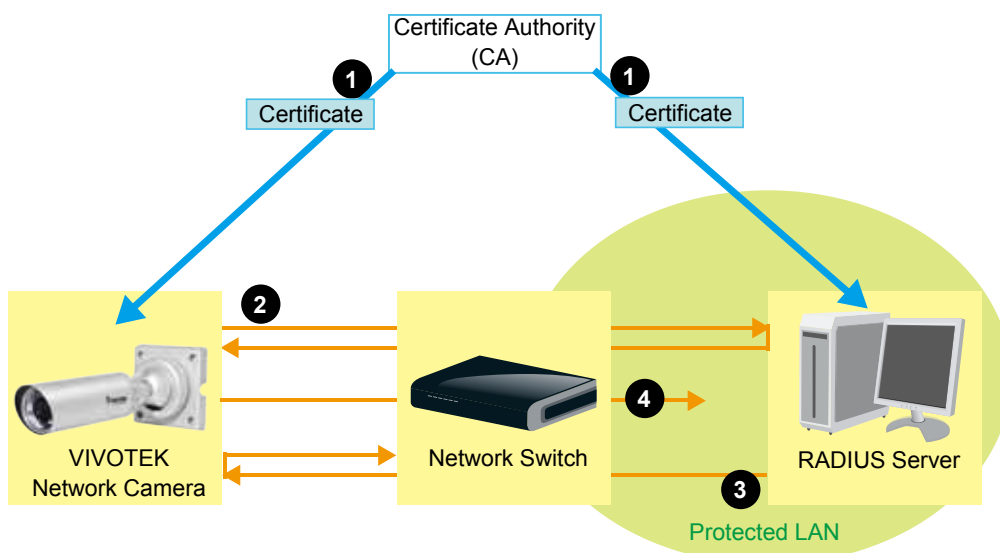 Certificate Authority
(CA)
1
1
Certificate
Certificate
2
4
VIVOTEK
Network Camera
Network Switch
RADIUS Server
3
Protected LAN